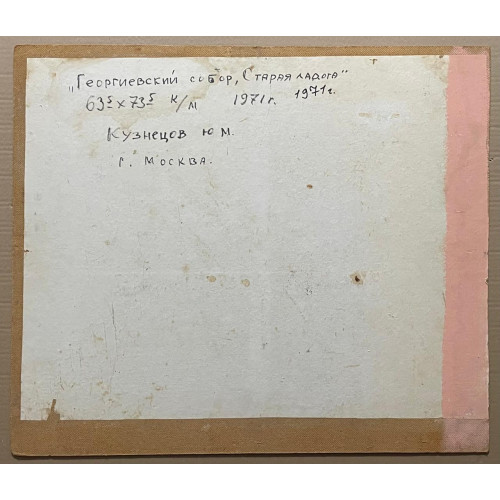 „Георгиевский собор, Старая Ладога"
63⁵ х 73⁵ к/м 1971г. 1971г.
Кузнецов Ю М.
г. Москва.